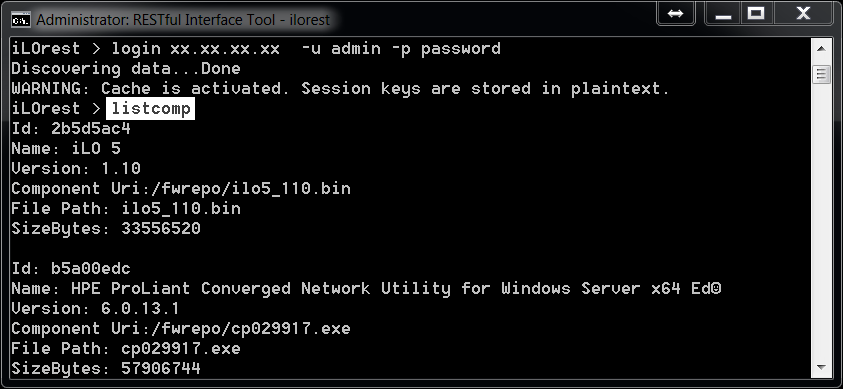 Administrator: RESTful Interface Tool - ilorest
iLOrest > login xx.xx.xx.xx  -u admin -p password
Discovering data...Done
WARNING: Cache is activated. Session keys are stored in plaintext.
iLOrest > listcomp
Id: 2b5d5ac4
Name: iLO 5
Version: 1.10
Component Uri:/fwrepo/ilo5_110.bin
File Path: ilo5_110.bin
SizeBytes: 33556520

Id: b5a00edc
Name: HPE ProLiant Converged Network Utility for Windows Server x64 Ed@
Version: 6.0.13.1
Component Uri:/fwrepo/cp029917.exe
File Path: cp029917.exe
SizeBytes: 57906744